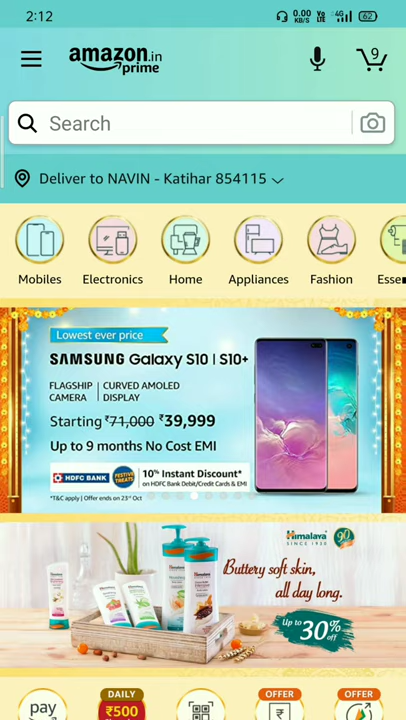 2:12
0.00 KB/S
Vo LTE
4G
62
amazon.in
prime
9
Search
Deliver to NAVIN - Katihar 854115
Mobiles
Electronics
Home
Appliances
Fashion
Esse
Lowest ever price
SAMSUNG Galaxy S10 | S10+
FLAGSHIP CAMERA | CURVED AMOLED DISPLAY
Starting ₹71,000 ₹39,999
Up to 9 months No Cost EMI
HDFC BANK
FESTIVE TREATS
10% Instant Discount*
on HDFC Bank Debit/Credit Cards & EMI
*T&C apply | Offer ends on 23rd Oct
Himalaya
SINCE 1930
90
Buttery soft skin,
all day long.
Up to
30% off
pay
DAILY
₹500
OFFER
₹
OFFER